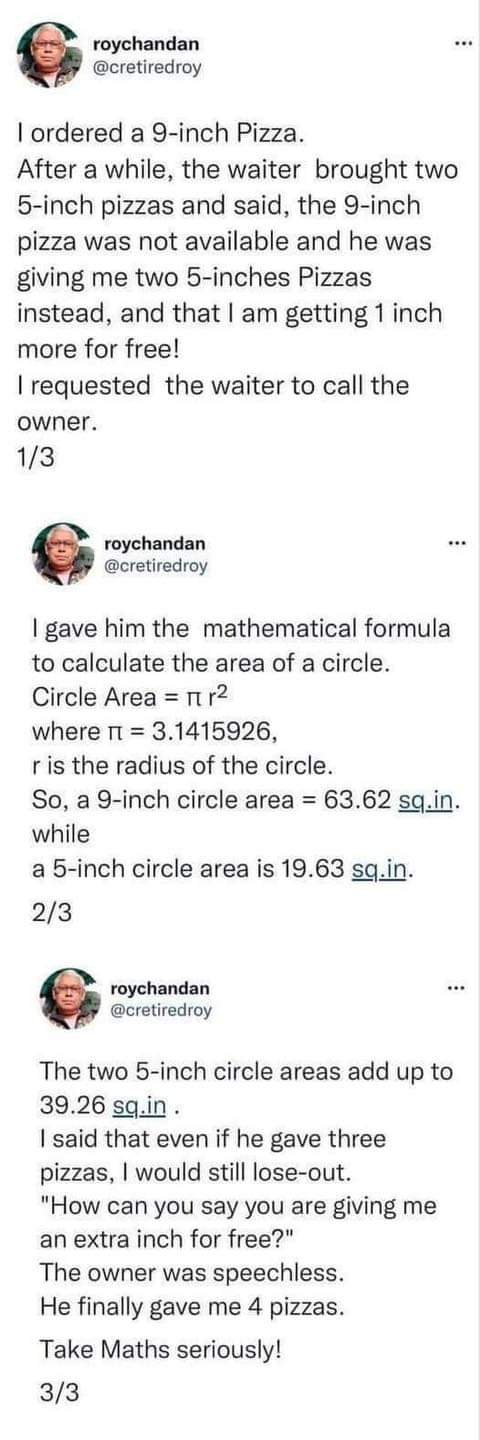 roychandan
@cretiredroy
I ordered a 9-inch Pizza.
After a while, the waiter brought two
5-inch pizzas and said, the 9-inch
pizza was not available and he was
giving me two 5-inches Pizzas
instead, and that I am getting 1 inch
more for free!
I requested the waiter to call the
owner.
1/3
roychandan
@cretiredroy
I gave him the mathematical formula
to calculate the area of a circle.
Circle Area = π r²
where π = 3.1415926,
r is the radius of the circle.
So, a 9-inch circle area = 63.62 sq.in.
while
a 5-inch circle area is 19.63 sq.in.
2/3
roychandan
@cretiredroy
The two 5-inch circle areas add up to
39.26 sq.in .
I said that even if he gave three
pizzas, I would still lose-out.
"How can you say you are giving me
an extra inch for free?"
The owner was speechless.
He finally gave me 4 pizzas.
Take Maths seriously!
3/3